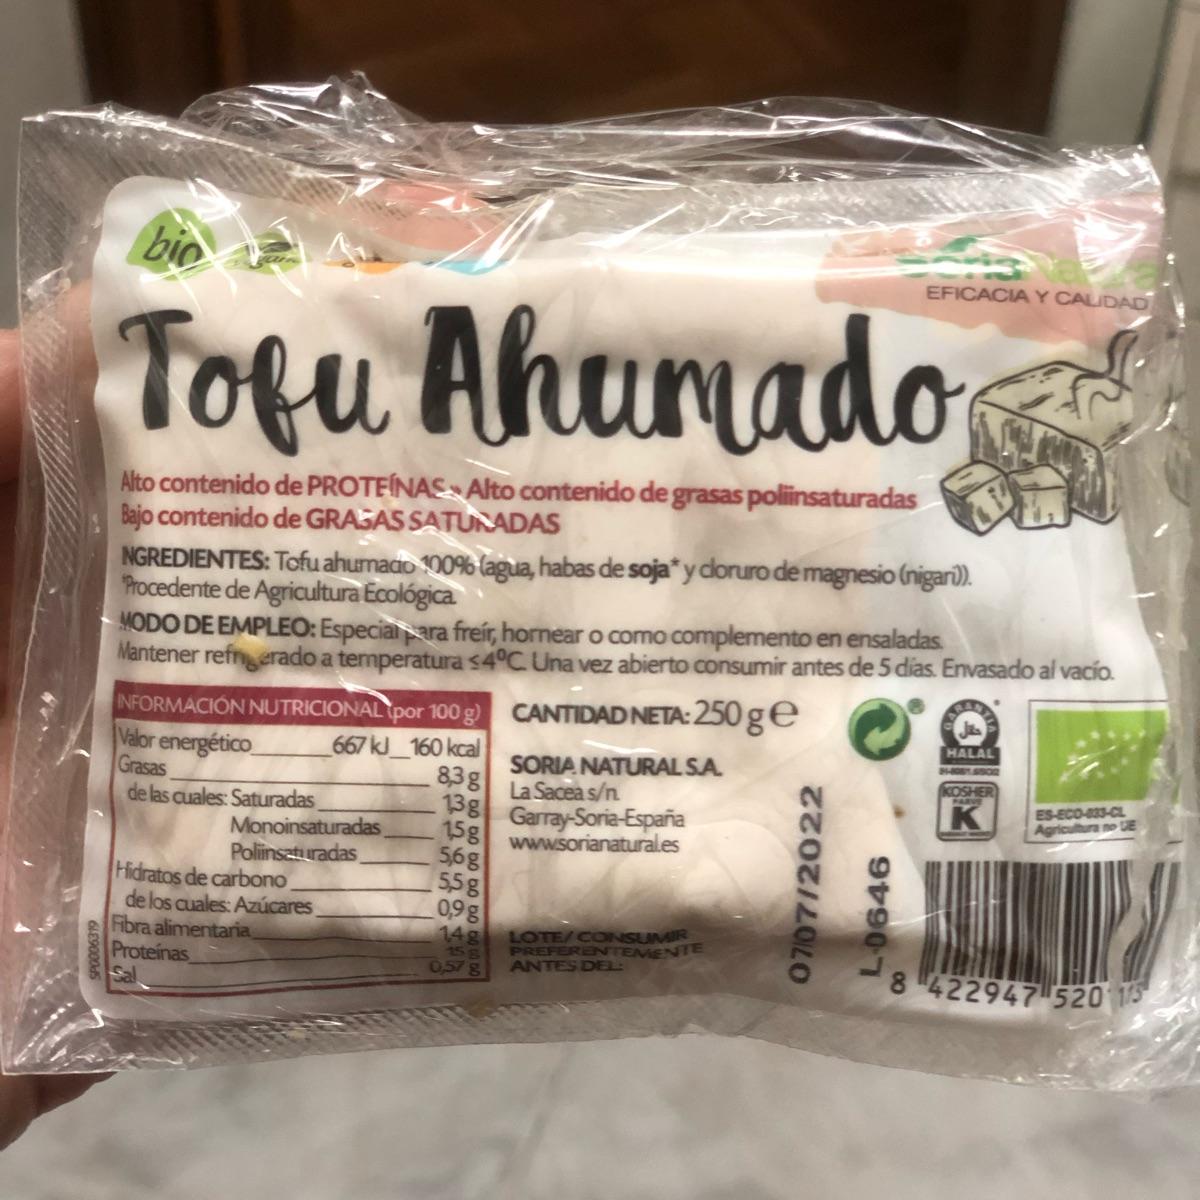 bio
vegano
soria natural
EFICACIA Y CALIDAD
Tofu Ahumado
Alto contenido de PROTEÍNAS - Alto contenido de grasas poliinsaturadas
Bajo contenido de GRASAS SATURADAS
INGREDIENTES: Tofu ahumado 100% (agua, habas de soja* y cloruro de magnesio (nigari)).
*Procedente de Agricultura Ecológica.
MODO DE EMPLEO: Especial para freír, hornear o como complemento en ensaladas.
Mantener refrigerado a temperatura ≤4ºC. Una vez abierto consumir antes de 5 días. Envasado al vacío.
INFORMACIÓN NUTRICIONAL (por 100 g)
Valor energético 667 kJ 160 kcal
Grasas 8,3 g
de las cuales: Saturadas 1,3 g
Monoinsaturadas 1,5 g
Poliinsaturadas 5,6 g
Hidratos de carbono 5,5 g
de los cuales: Azúcares 0,9 g
Fibra alimentaria 1,4 g
Proteínas 15 g
Sal 0,57 g
SP0006319
CANTIDAD NETA: 250 g e
SORIA NATURAL S.A.
La Sacea s/n.
Garray-Soria-España
www.sorianatural.es
LOTE/ CONSUMIR
PREFERENTEMENTE
ANTES DEL:
07/07/2022
L-0646
GARANTIA
حلال
HALAL
KOSHER
PARVE
K
ES-ECO-033-CL
Agricultura no UE
8 422947 520113